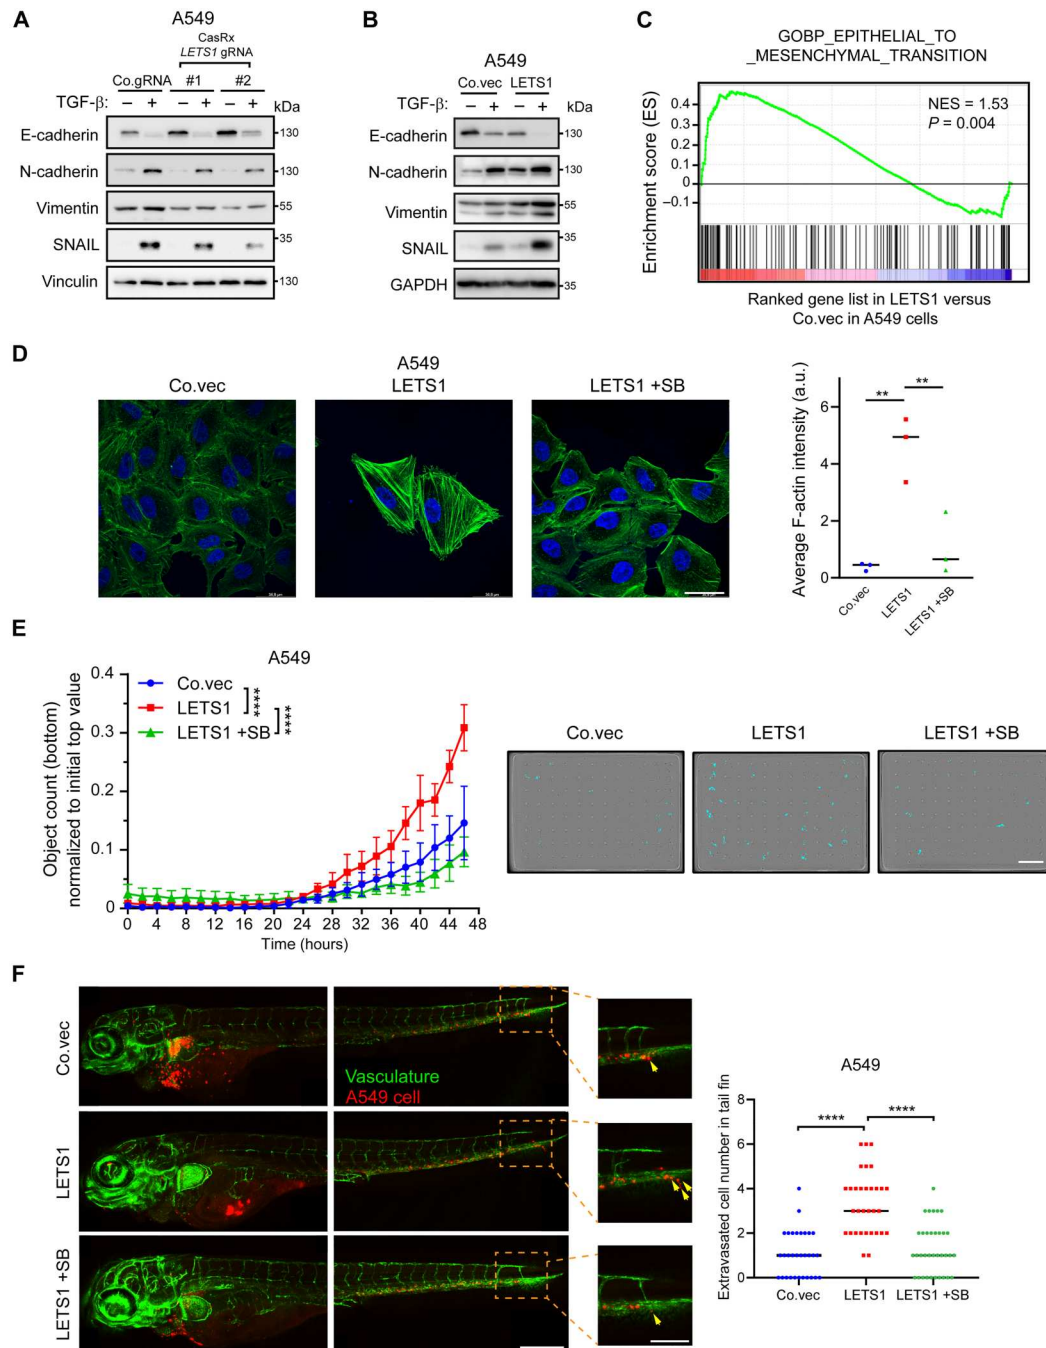 A
A549
CasRx
LETS1 gRNA
Co.gRNA #1 #2
TGF-β: – + – + – + kDa
E-cadherin 130
N-cadherin 130
Vimentin 55
SNAIL 35
Vinculin 130
B
A549
Co.vec LETS1
TGF-β: – + – + kDa
E-cadherin 130
N-cadherin 130
Vimentin 55
SNAIL 35
GAPDH 35
C
GOBP_EPITHELIAL_TO
_MESENCHYMAL_TRANSITION
Enrichment score (ES)
0.4
0.3
0.2
0.1
0
–0.1
NES = 1.53
P = 0.004
Ranked gene list in LETS1 versus
Co.vec in A549 cells
D
A549
Co.vec LETS1 LETS1 +SB
Average F-actin intensity (a.u.)
6
4
2
0
** **
Co.vec LETS1 LETS1 +SB
E
A549
Object count (bottom)
normalized to initial top value
0.4
0.3
0.2
0.1
0
Co.vec
LETS1
LETS1 +SB
****
****
0 4 8 12 16 20 24 28 32 36 40 44 48
Time (hours)
Co.vec LETS1 LETS1 +SB
F
Co.vec
LETS1
LETS1 +SB
Vasculature
A549 cell
A549
Extravasated cell number in tail fin
8
6
4
2
0
**** ****
Co.vec LETS1 LETS1 +SB